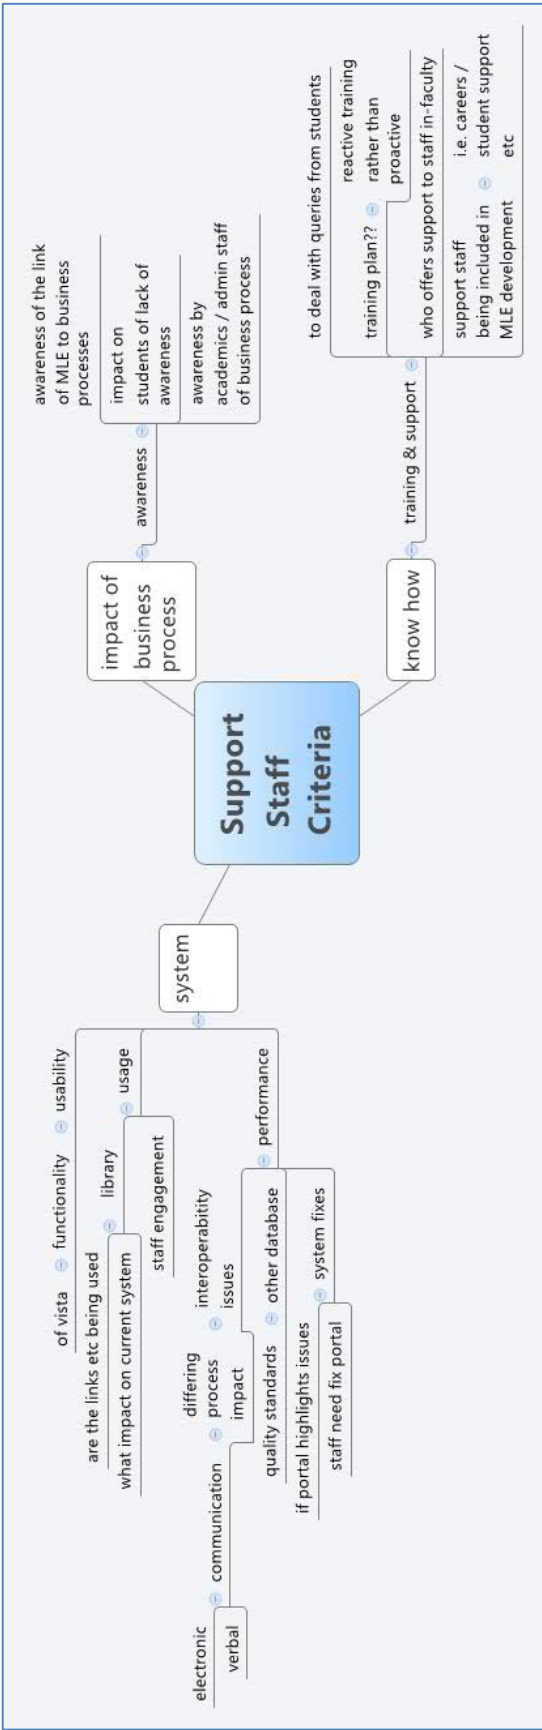 Support
Staff
Criteria
impact of
business
process
awareness
awareness of the link
of MLE to business
processes
impact on
students of lack of
awareness
awareness by
academics / admin staff
of business process
know how
training & support
to deal with queries from students
training plan??
reactive training
rather than
proactive
who offers support to staff in-faculty
support staff
being included in
MLE development
i.e. careers /
student support
etc
system
usability
functionality
of vista
usage
library
are the links etc being used
what impact on current system
staff engagement
performance
interoperabitity
issues
differing
process
impact
communication
electronic
verbal
other database
quality standards
system fixes
if portal highlights issues
staff need fix portal